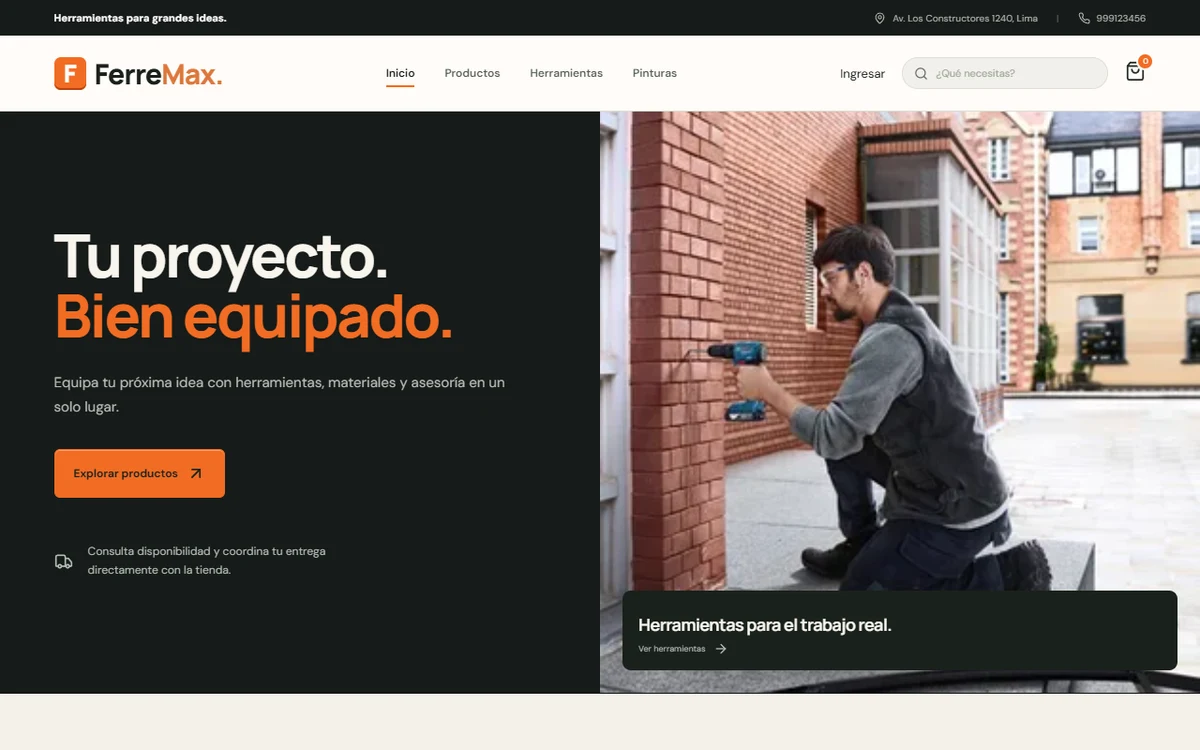 Herramientas para grandes ideas.
Av. Los Constructores 1240, Lima | 999123456
F FerreMax.
Inicio Productos Herramientas Pinturas
Ingresar
¿Qué necesitas?
0
Tu proyecto.
Bien equipado.
Equipa tu próxima idea con herramientas, materiales y asesoría en un
solo lugar.
Explorar productos
Consulta disponibilidad y coordina tu entrega
directamente con la tienda.
Herramientas para el trabajo real.
Ver herramientas